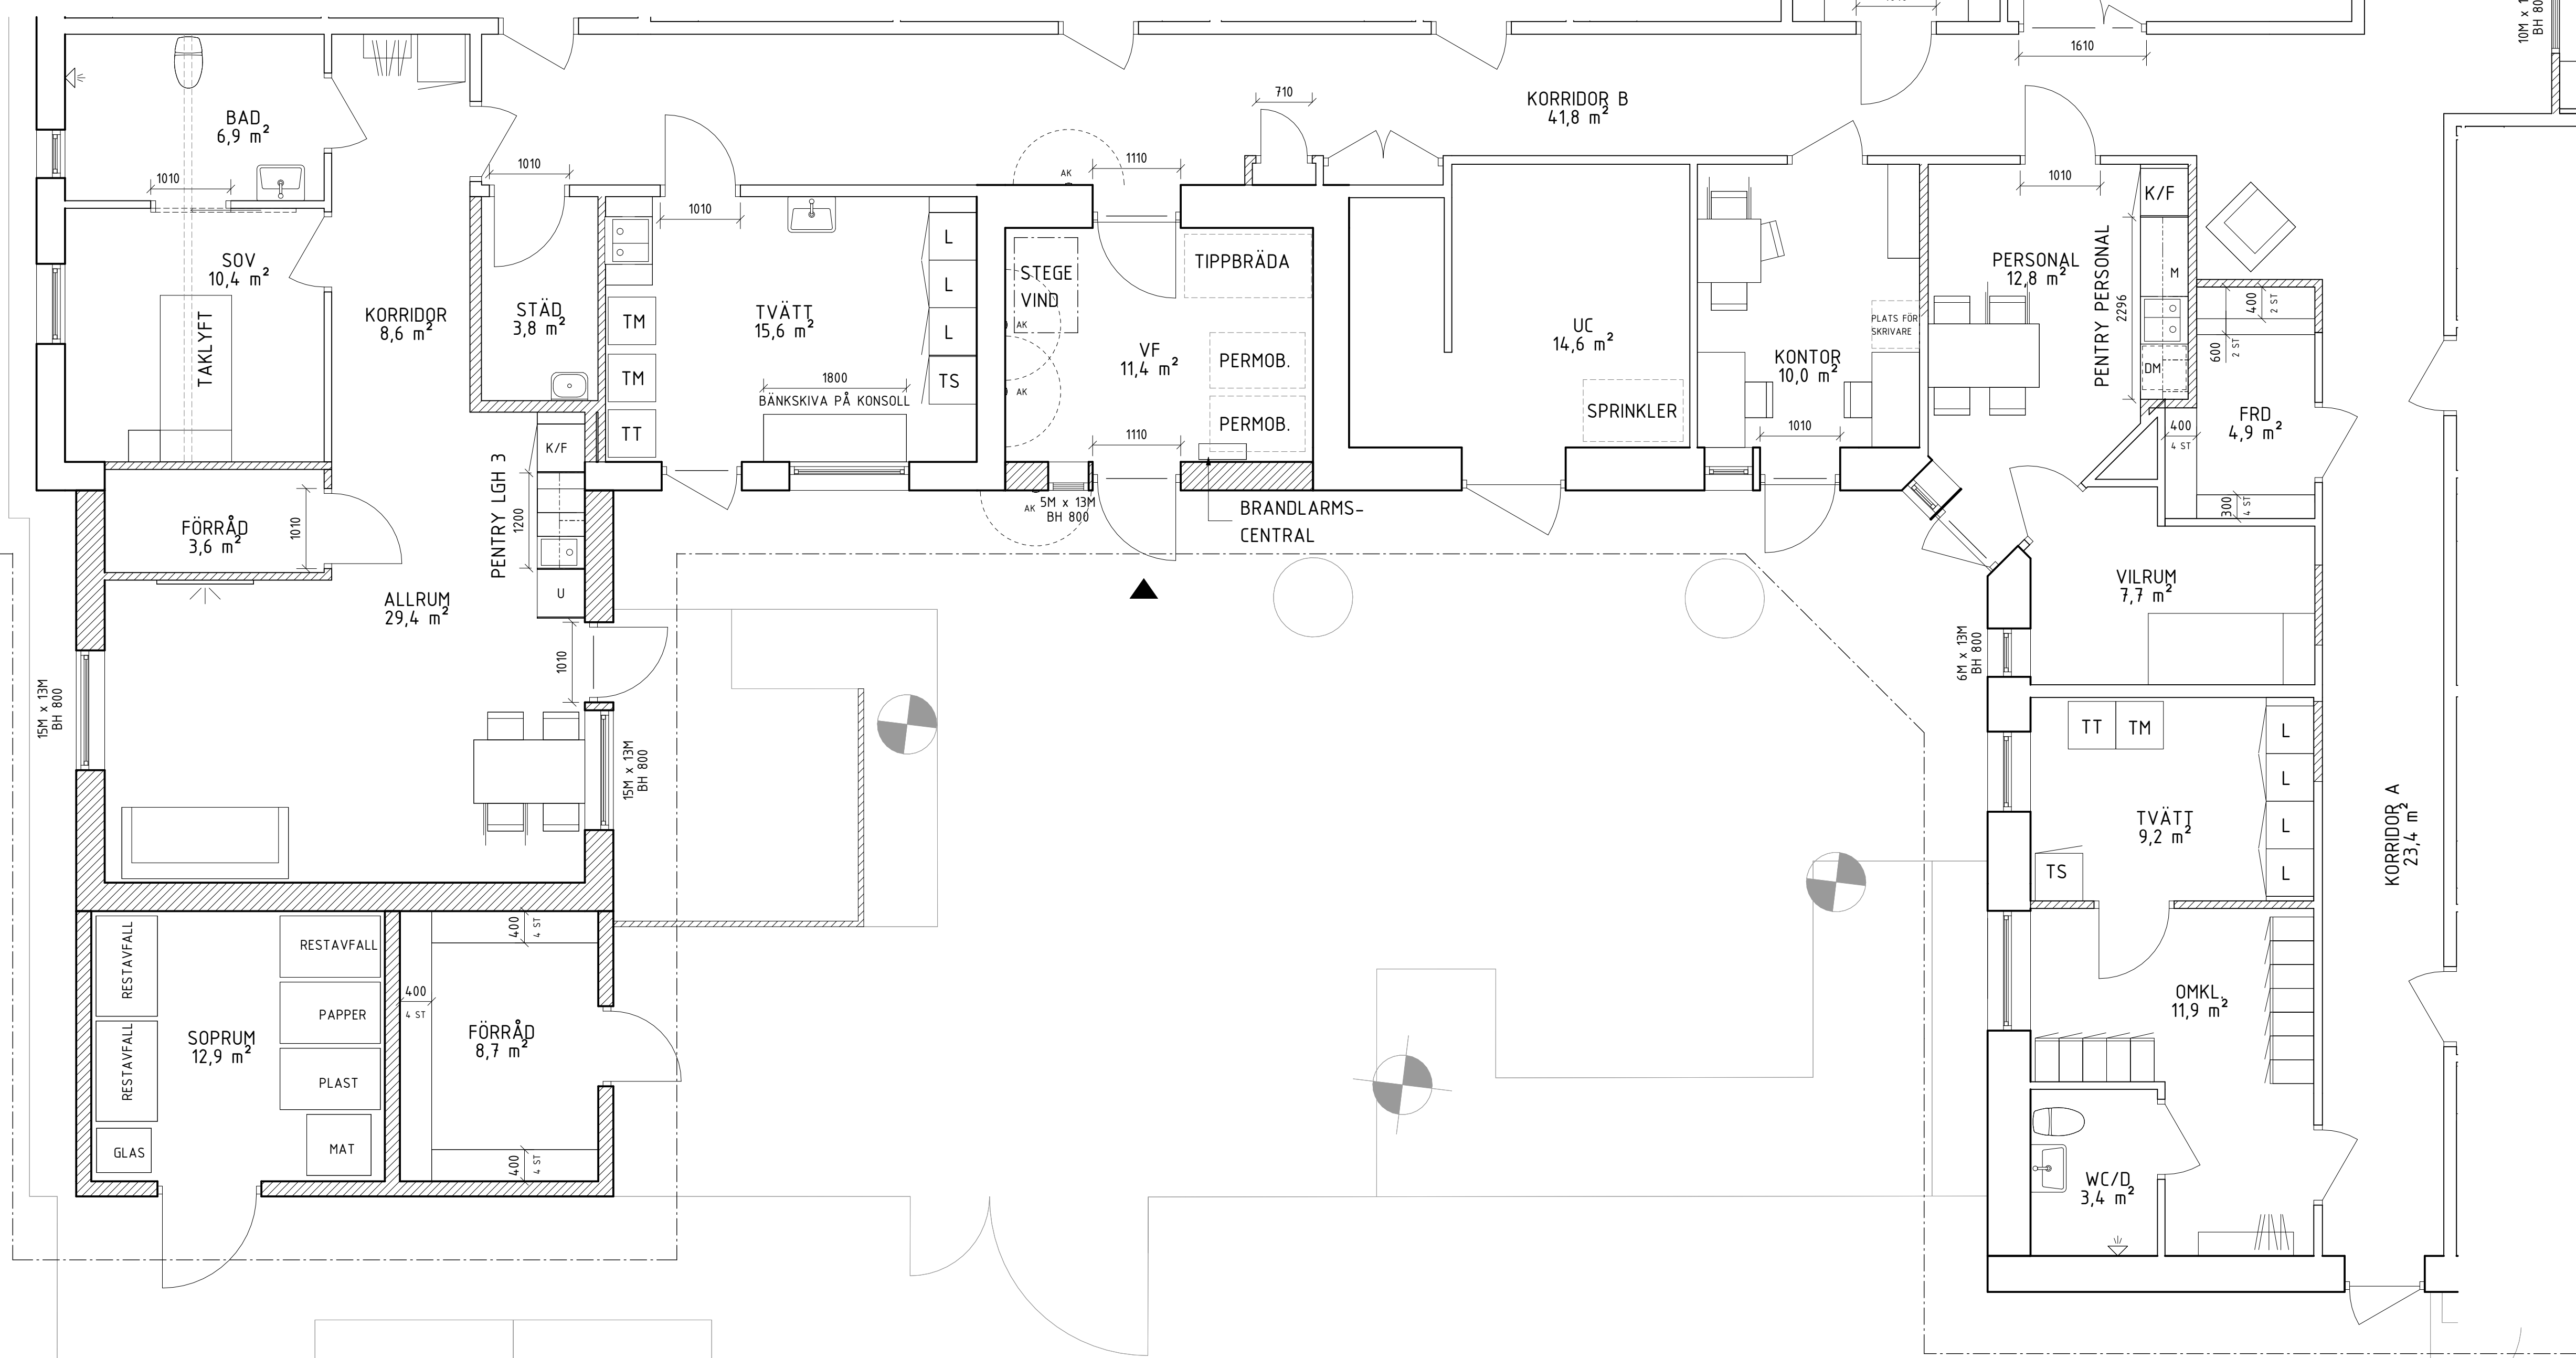 1610
10M x 1
BH 80
KORRIDOR B
41,8 m²
710
BAD
6,9 m²
1010
1010
1010
AK
1110
1010
SOV
10,4 m²
TAKLYFT
KORRIDOR
8,6 m²
STÄD
3,8 m²
TM
TM
TT
TVÄTT
15,6 m²
1800
BÄNKSKIVA PÅ KONSOLL
L
L
L
TS
STEGE
VIND
AK
AK
VF
11,4 m²
TIPPBRÄDA
PERMOB.
PERMOB.
1110
UC
14,6 m²
SPRINKLER
PLATS FÖR
SKRIVARE
KONTOR
10,0 m²
1010
PERSONAL
12,8 m²
PENTRY PERSONAL
2296
K/F
M
DM
400
2 ST
600
2 ST
FRD
4,9 m²
400
4 ST
300
4 ST
K/F
PENTRY LGH 3
1200
U
FÖRRÅD
3,6 m²
1010
AK
5M x 13M
BH 800
BRANDLARMS-
CENTRAL
ALLRUM
29,4 m²
1010
15M x 13M
BH 800
15M x 13M
BH 800
VILRUM
7,7 m²
6M x 13M
BH 800
TT
TM
L
L
L
L
TVÄTT
9,2 m²
TS
KORRIDOR A
23,4 m²
OMKL.
11,9 m²
WC/D
3,4 m²
RESTAVFALL
RESTAVFALL
GLAS
SOPRUM
12,9 m²
RESTAVFALL
PAPPER
PLAST
MAT
400
4 ST
400
4 ST
FÖRRÅD
8,7 m²
400
4 ST